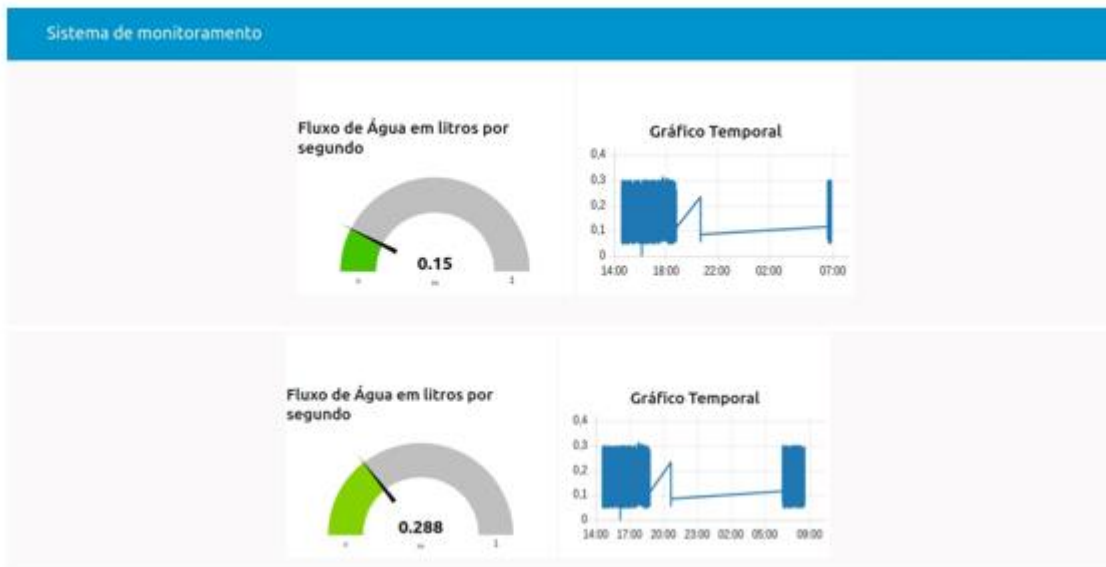 Sistema de monitoramento
Fluxo de Água em litros por
segundo
0.15
1
Gráfico Temporal
0,4
0,3
0,2
0,1
0
14:00 18:00 22:00 02:00 07:00
Fluxo de Água em litros por
segundo
0.288
1
Gráfico Temporal
0,4
0,3
0,2
0,1
0
14:00 17:00 20:00 23:00 02:00 05:00 09:00